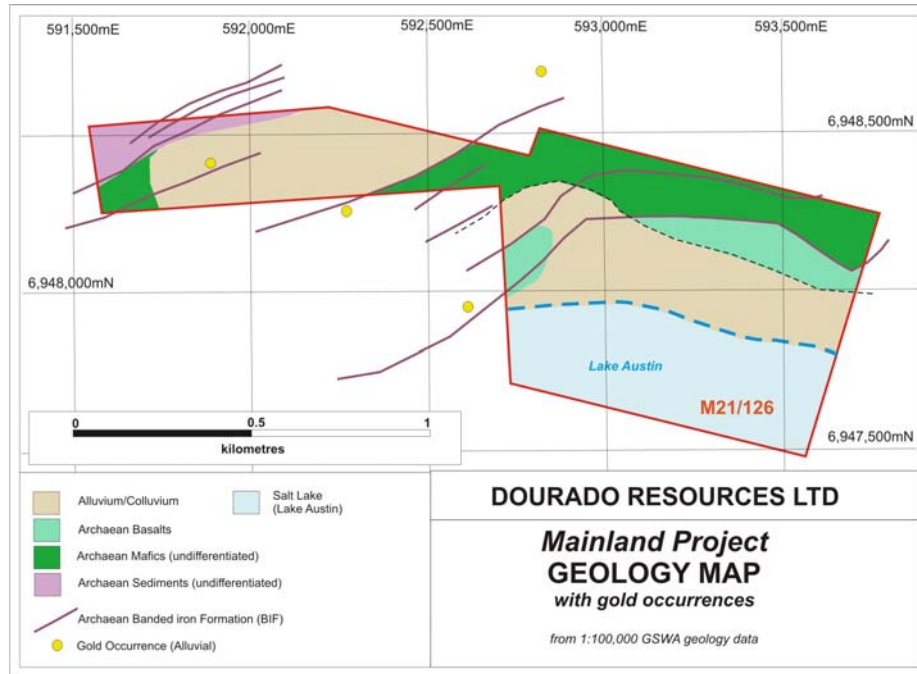 591,500mE
592,000mE
592,500mE
593,000mE
593,500mE
6,948,500mN
6,948,000mN
Lake Austin
M21/126
6,947,500mN
0
0.5
1
kilometres
Alluvium/Colluvium
Salt Lake
(Lake Austin)
Archaean Basalts
Archaean Mafics (undifferentiated)
Archaean Sediments (undifferentiated)
Archaean Banded iron Formation (BIF)
Gold Occurrence (Alluvial)
DOURADO RESOURCES LTD
Mainland Project
GEOLOGY MAP
with gold occurrences
from 1:100,000 GSWA geology data